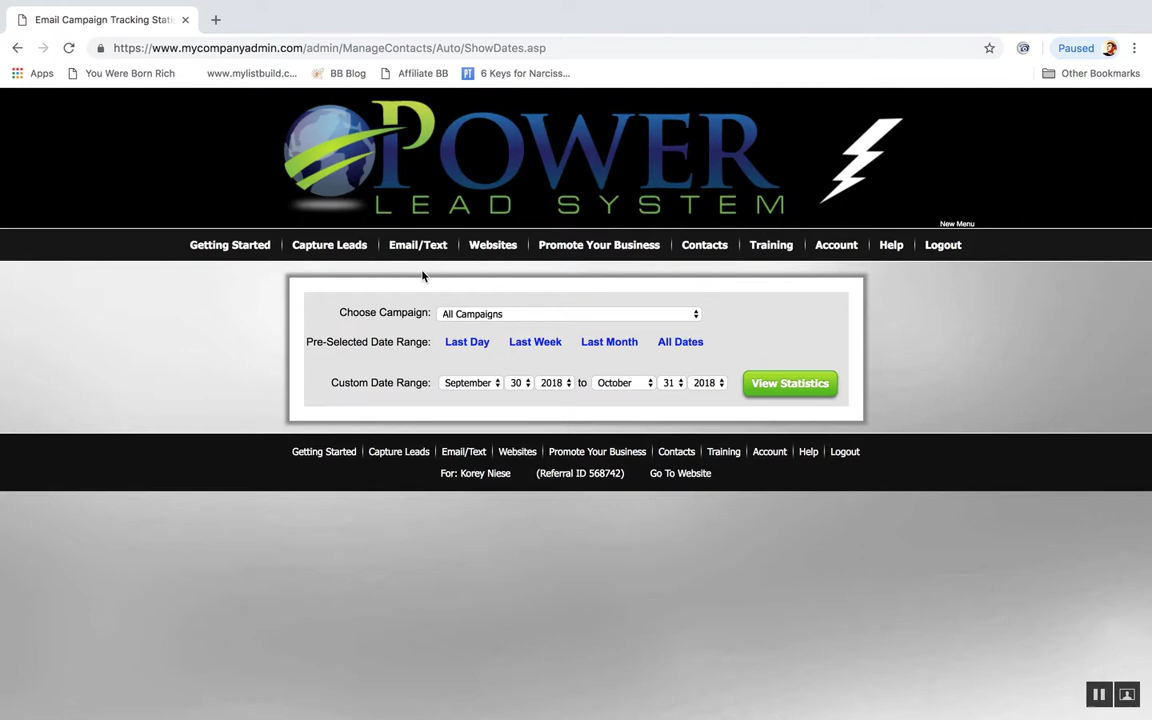 Email Campaign Tracking Stati
https://www.mycompanyadmin.com/admin/ManageContacts/Auto/ShowDates.asp
Paused
Apps You Were Born Rich www.mylistbuild.c... BB Blog Affiliate BB PT 6 Keys for Narciss... Other Bookmarks
POWER
LEAD SYSTEM
New Menu
Getting Started Capture Leads Email/Text Websites Promote Your Business Contacts Training Account Help Logout
Choose Campaign: All Campaigns
Pre-Selected Date Range: Last Day Last Week Last Month All Dates
Custom Date Range: September 30 2018 to October 31 2018 View Statistics
Getting Started Capture Leads Email/Text Websites Promote Your Business Contacts Training Account Help Logout
For: Korey Niese (Referral ID 568742) Go To Website